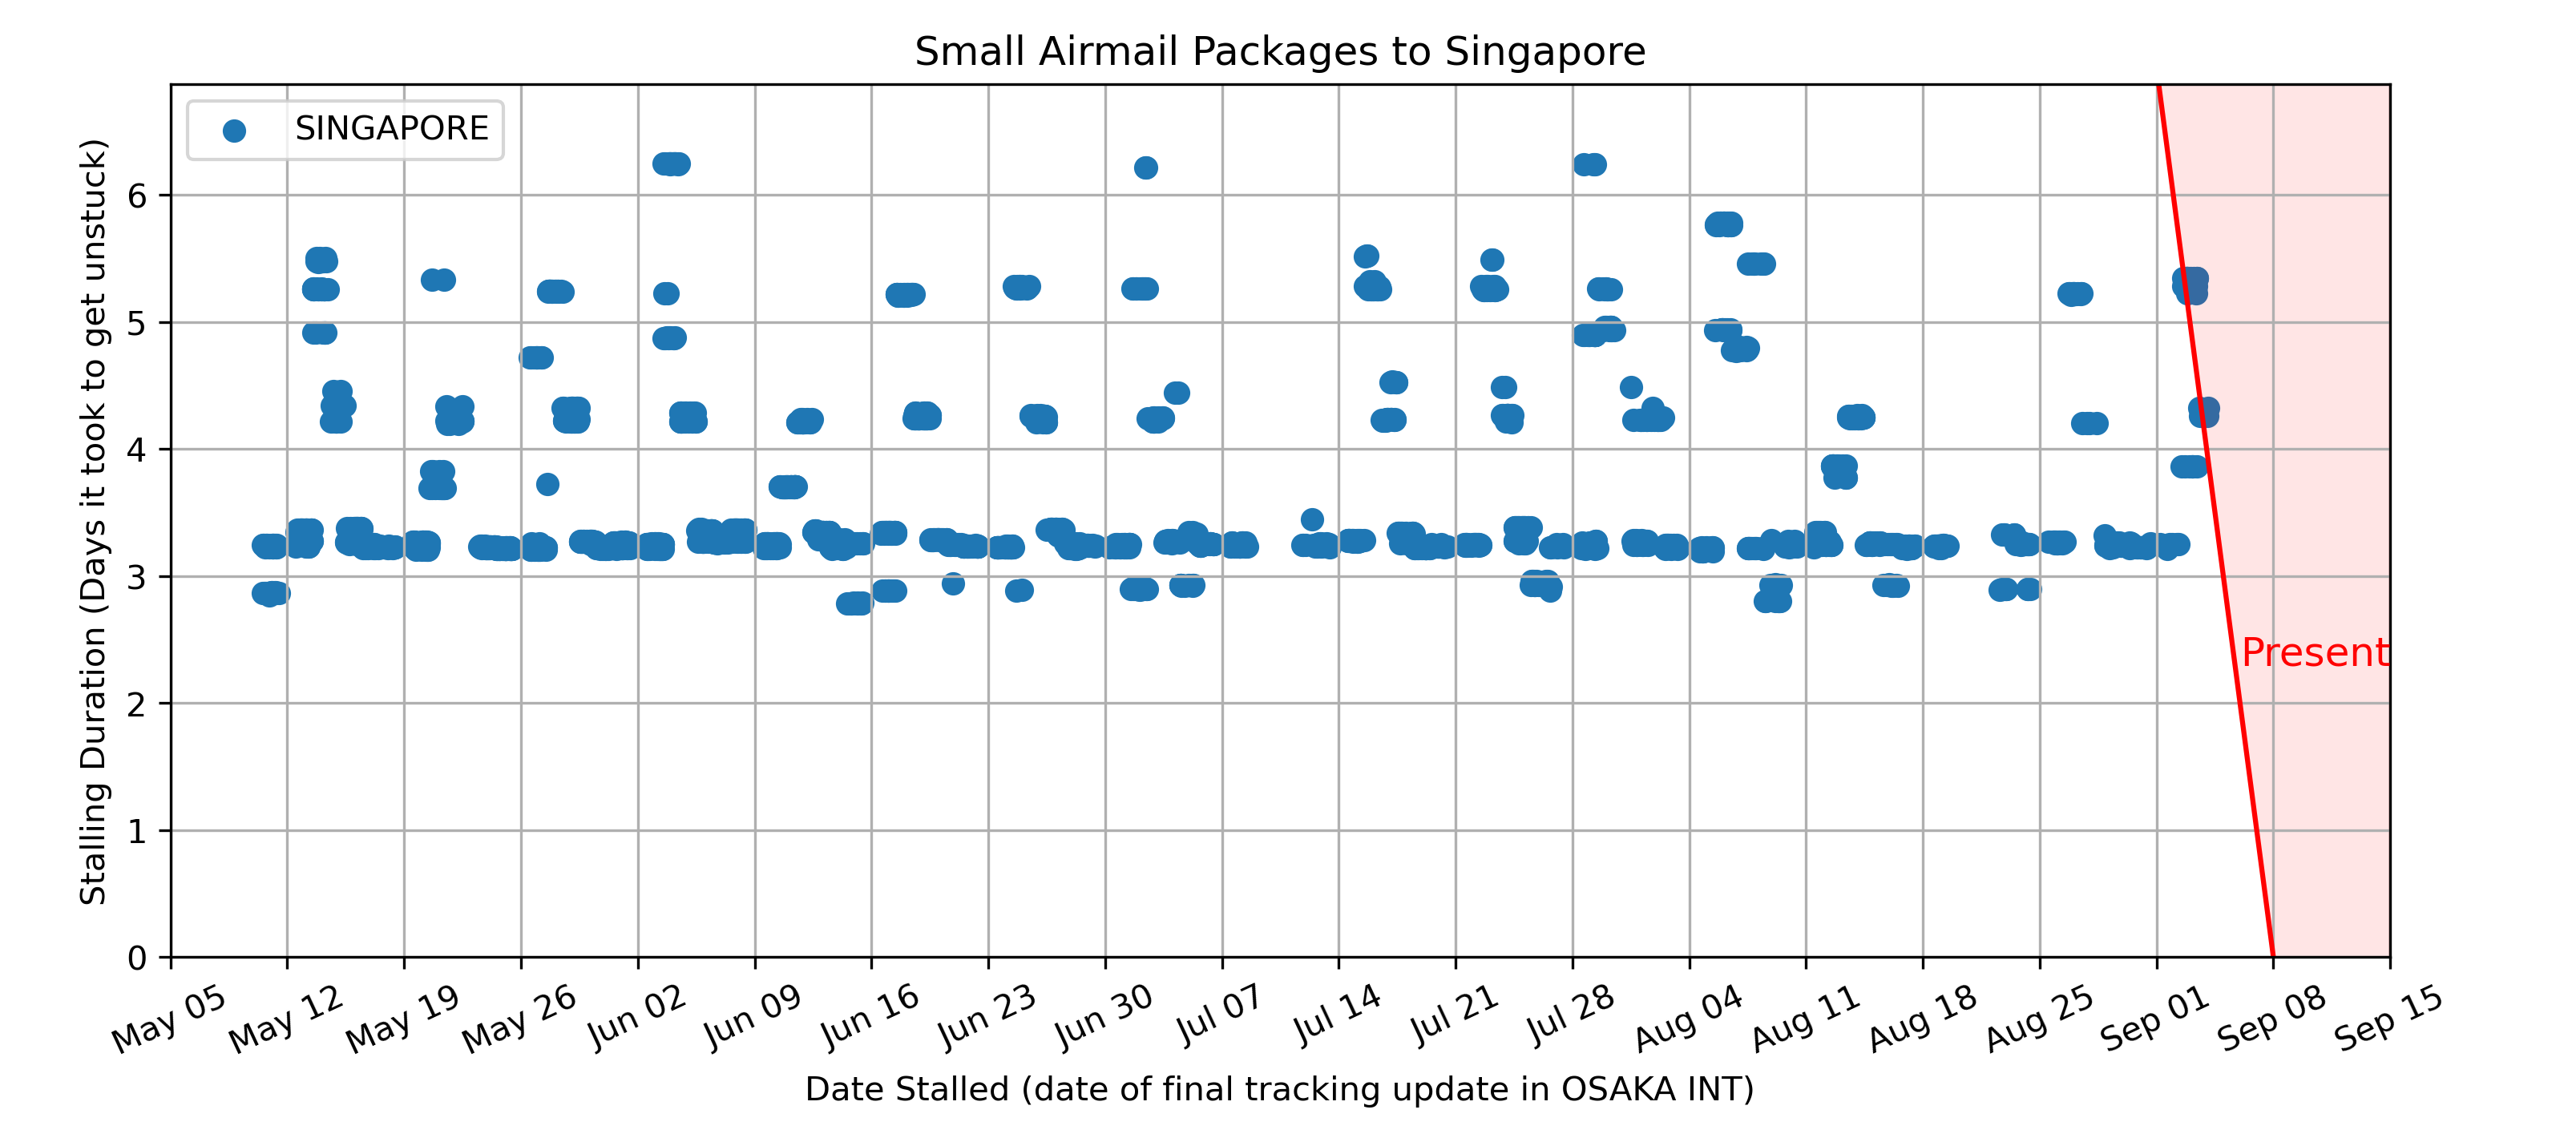 Small Airmail Packages to Singapore
SINGAPORE
Stalling Duration (Days it took to get unstuck)
6
5
4
3
2
1
0
Present
May 05
May 12
May 19
May 26
Jun 02
Jun 09
Jun 16
Jun 23
Jun 30
Jul 07
Jul 14
Jul 21
Jul 28
Aug 04
Aug 11
Aug 18
Aug 25
Sep 01
Sep 08
Sep 15
Date Stalled (date of final tracking update in OSAKA INT)